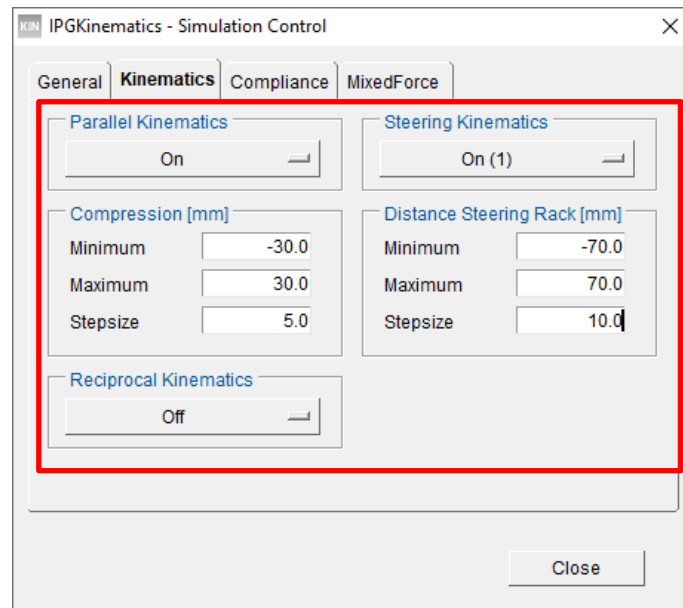 KIN IPGKinematics - Simulation Control
General Kinematics Compliance MixedForce
Parallel Kinematics
On
Steering Kinematics
On (1)
Compression [mm]
Minimum -30.0
Maximum 30.0
Stepsize 5.0
Distance Steering Rack [mm]
Minimum -70.0
Maximum 70.0
Stepsize 10.0
Reciprocal Kinematics
Off
Close